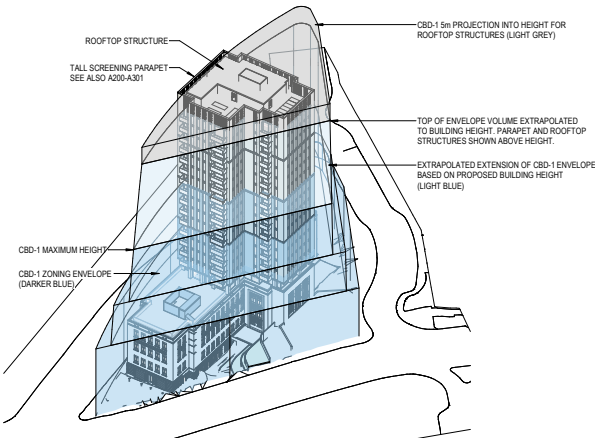 CBD-1 5m PROJECTION INTO HEIGHT FOR
ROOFTOP STRUCTURES (LIGHT GREY)
ROOFTOP STRUCTURE
TALL SCREENING PARAPET
SEE ALSO A200-A301
TOP OF ENVELOPE VOLUME EXTRAPOLATED
TO BUILDING HEIGHT. PARAPET AND ROOFTOP
STRUCTURES SHOWN ABOVE HEIGHT.
EXTRAPOLATED EXTENSION OF CBD-1 ENVELOPE
BASED ON PROPOSED BUILDING HEIGHT
(LIGHT BLUE)
CBD-1 MAXIMUM HEIGHT
CBD-1 ZONING ENVELOPE
(DARKER BLUE)